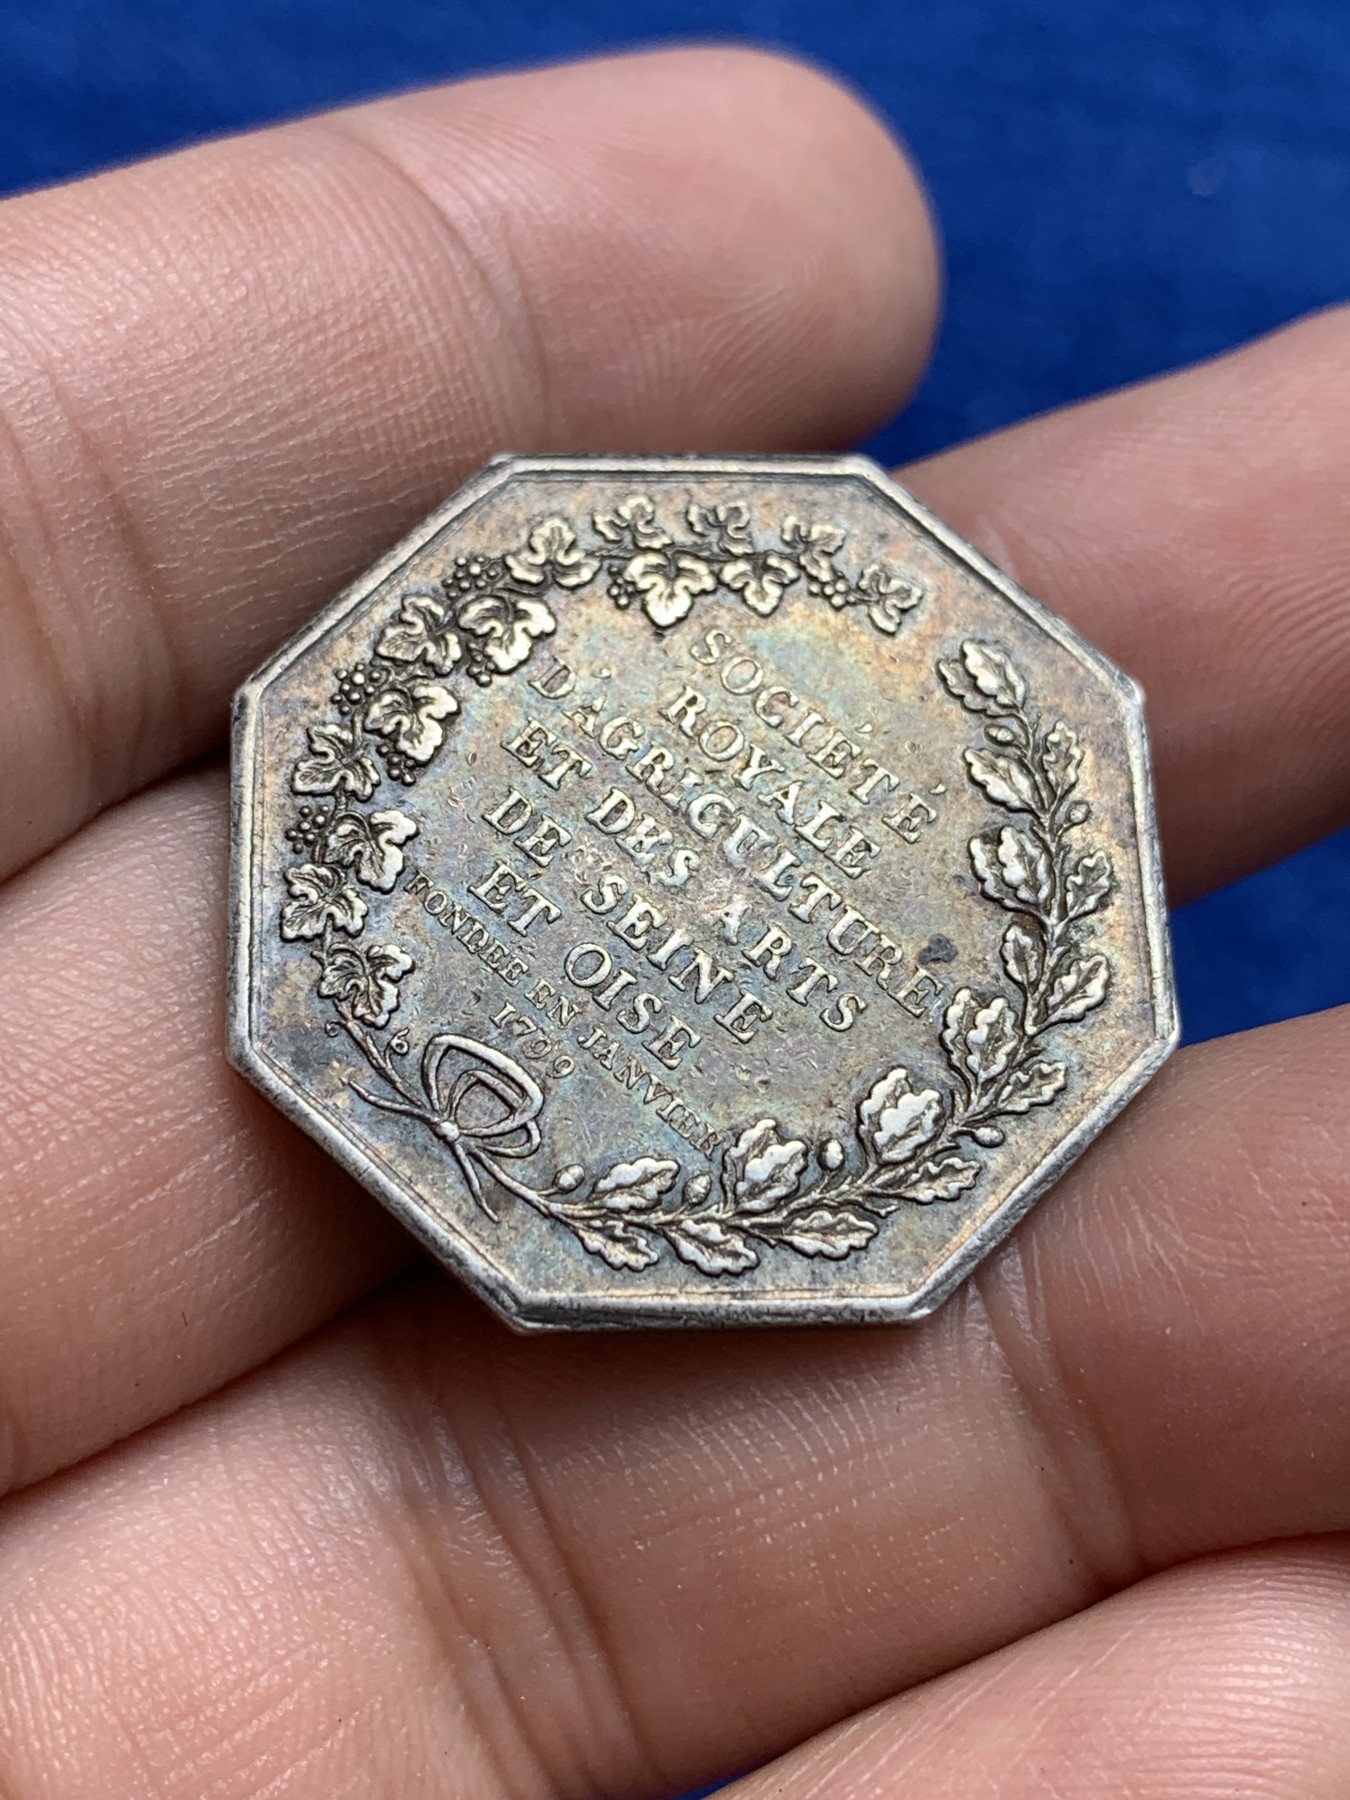 SOCIÉTÉ
ROYALE
D'AGRICULTURE
ET DES ARTS
DE SEINE
ET OISE
FONDÉE EN JANVIER
1799